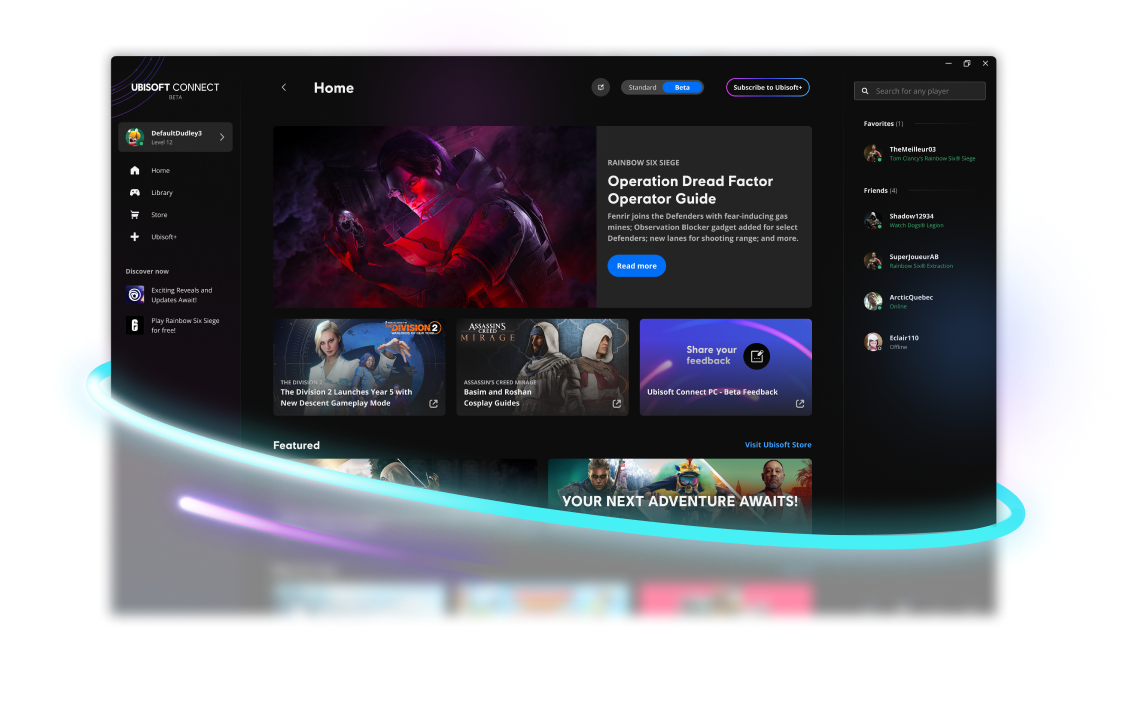 UBISOFT CONNECT
BETA
DefaultDudley3
Level 12
Home
Library
Store
Ubisoft+
Discover now
Exciting Reveals and
Updates Await!
Play Rainbow Six Siege
for free!
Home
Standard
Beta
Subscribe to Ubisoft+
RAINBOW SIX SIEGE
Operation Dread Factor
Operator Guide
Fenrir joins the Defenders with fear-inducing gas
mines; Observation Blocker gadget added for select
Defenders; new lanes for shooting range; and more.
Read more
THE DIVISION 2
THE DIVISION 2
The Division 2 Launches Year 5 with
New Descent Gameplay Mode
ASSASSIN'S
CREED
MIRAGE
ASSASSIN'S CREED MIRAGE
Basim and Roshan
Cosplay Guides
Share your
feedback
Ubisoft Connect PC - Beta Feedback
Featured
Visit Ubisoft Store
YOUR NEXT ADVENTURE AWAITS!
Search for any player
Favorites (1)
TheMeilleur03
Tom Clancy's Rainbow Six® Siege
Friends (4)
Shadow12934
Watch Dogs® Legion
SuperJoueurAB
Rainbow Six® Extraction
ArcticQuebec
Online
Eclair110
Offline